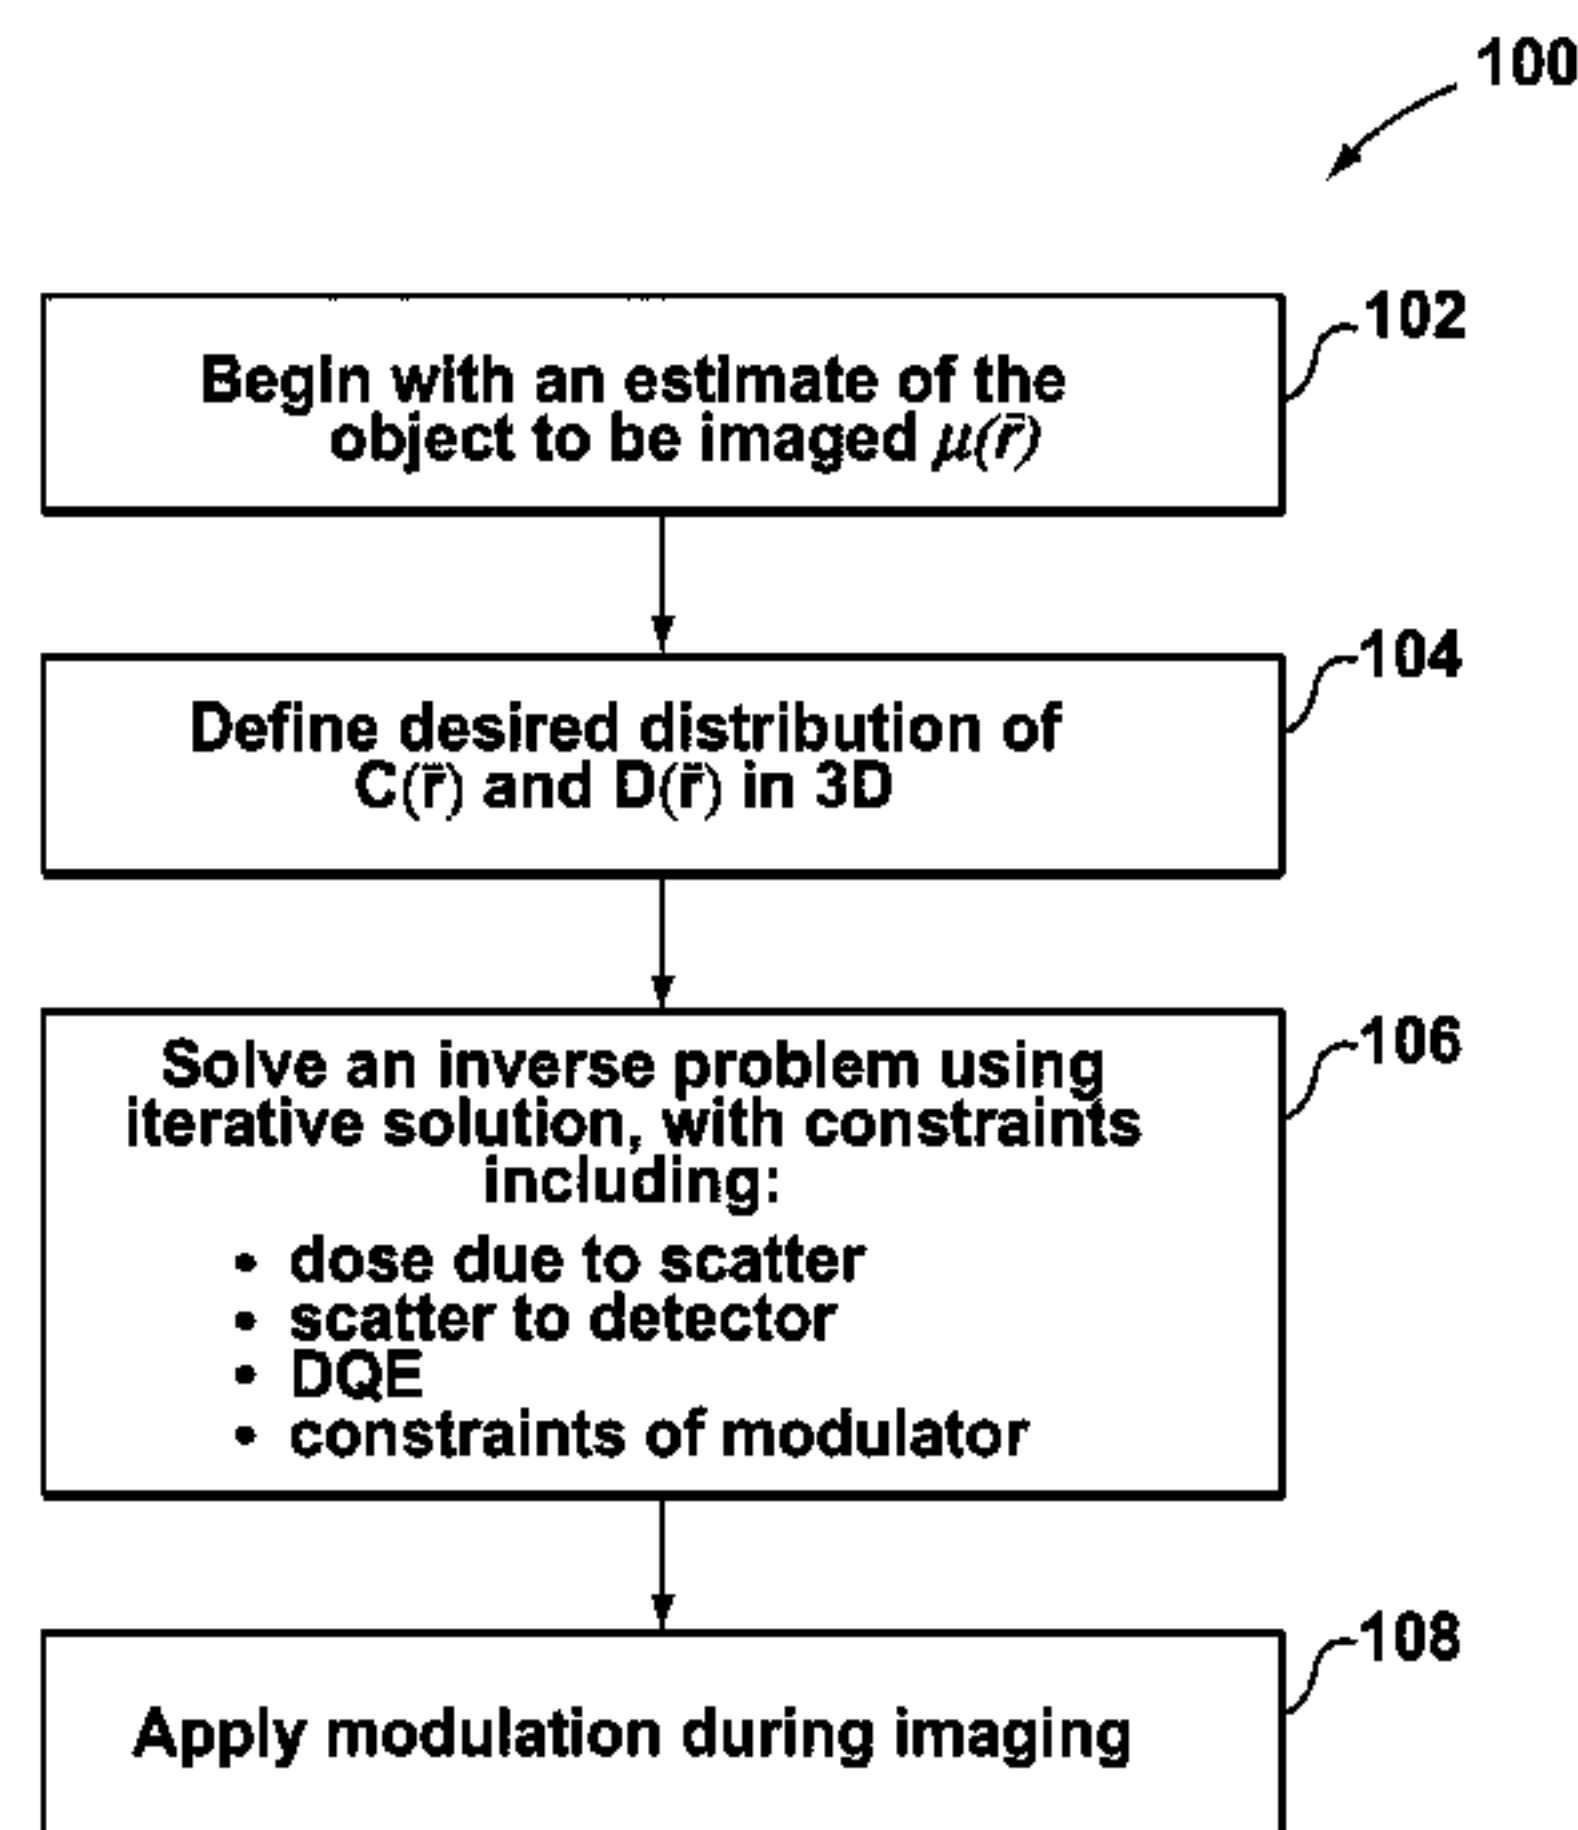 100
102
Begin with an estimate of the
object to be imaged μ(r̄)
104
Define desired distribution of
C(r̄) and D(r̄) in 3D
106
Solve an inverse problem using
iterative solution, with constraints
including:
• dose due to scatter
• scatter to detector
• DQE
• constraints of modulator
108
Apply modulation during imaging